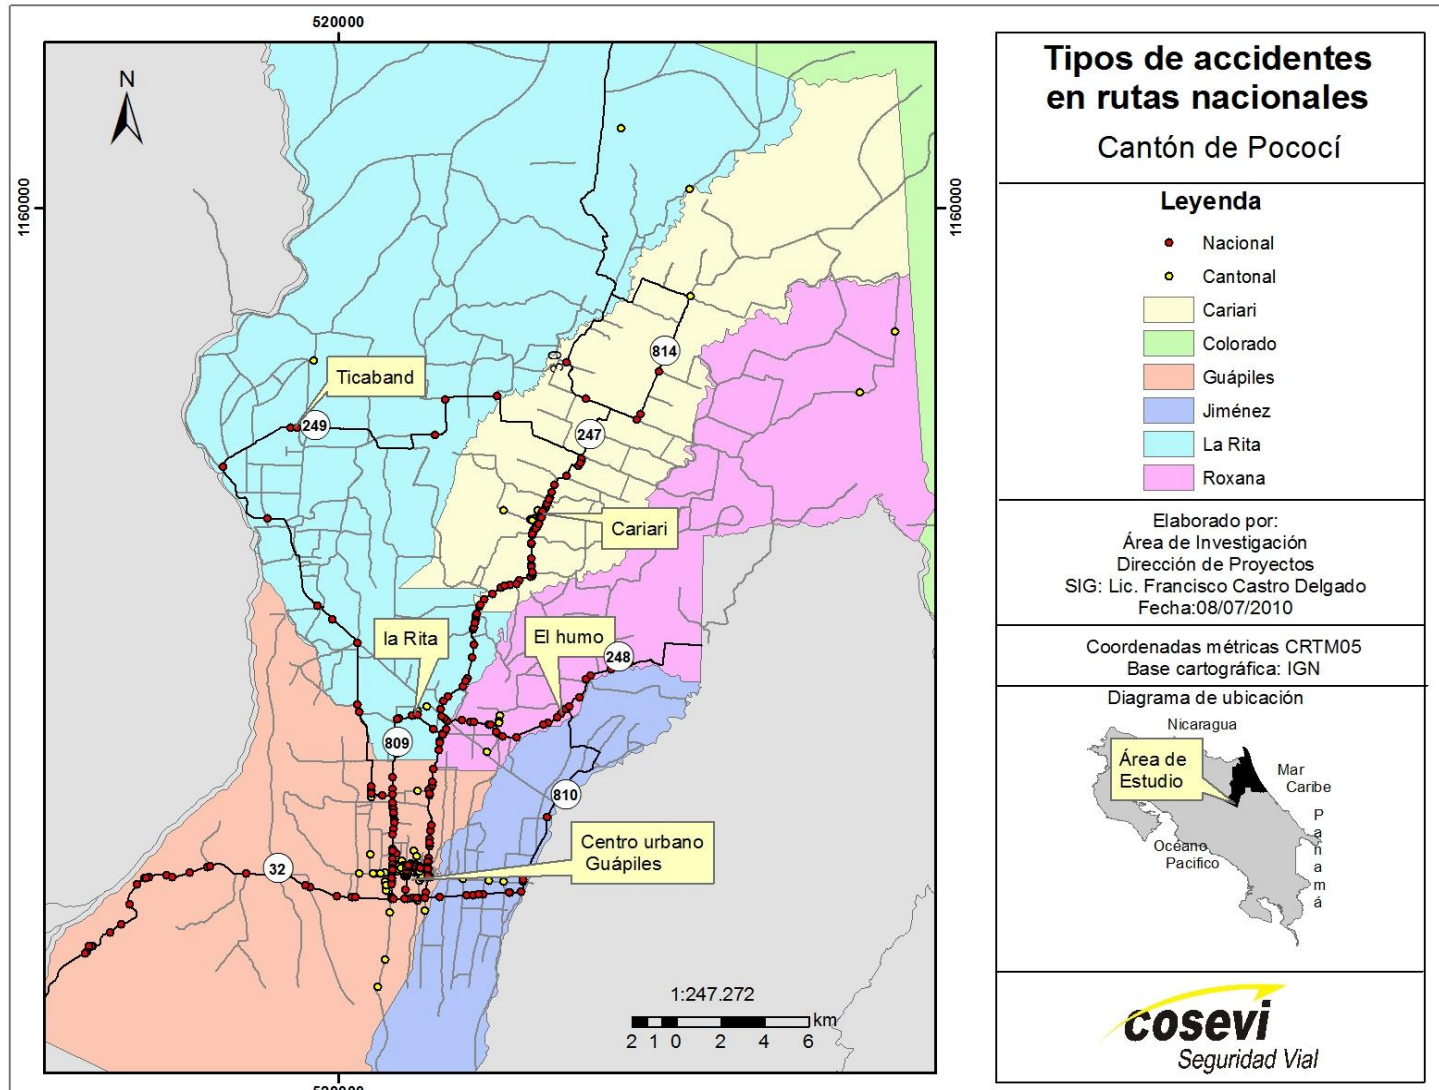 520000
1160000
1160000
N
Ticaband
249
30
814
247
Cariari
la Rita
El humo
248
809
810
Centro urbano
Guápiles
32
1:247.272
km
2 1 0 2 4 6
520000
Tipos de accidentes
en rutas nacionales
Cantón de Pococí
Leyenda
Nacional
Cantonal
Cariari
Colorado
Guápiles
Jiménez
La Rita
Roxana
Elaborado por:
Área de Investigación
Dirección de Proyectos
SIG: Lic. Francisco Castro Delgado
Fecha:08/07/2010
Coordenadas métricas CRTM05
Base cartográfica: IGN
Diagrama de ubicación
Nicaragua
Área de
Estudio
Mar
Caribe
Océano
Pacifico
Panamá
cosevi
Seguridad Vial